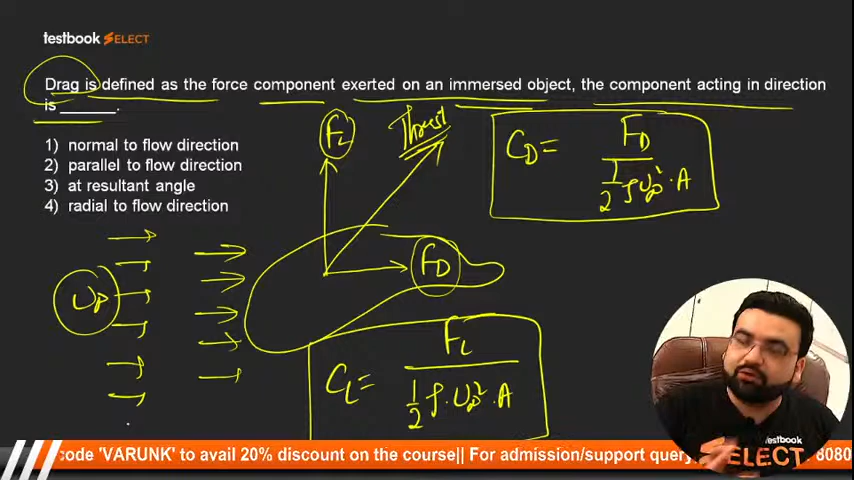 testbook SELECT
Drag is defined as the force component exerted on an immersed object, the component acting in direction
is ______.
1) normal to flow direction
2) parallel to flow direction
3) at resultant angle
4) radial to flow direction
FL
Thrust
CD = FD
1/2 ρU∞² · A
U∞
FD
CL = FL
1/2 ρ · U∞² · A
testbook
SELECT
code 'VARUNK' to avail 20% discount on the course|| For admission/support query 8080